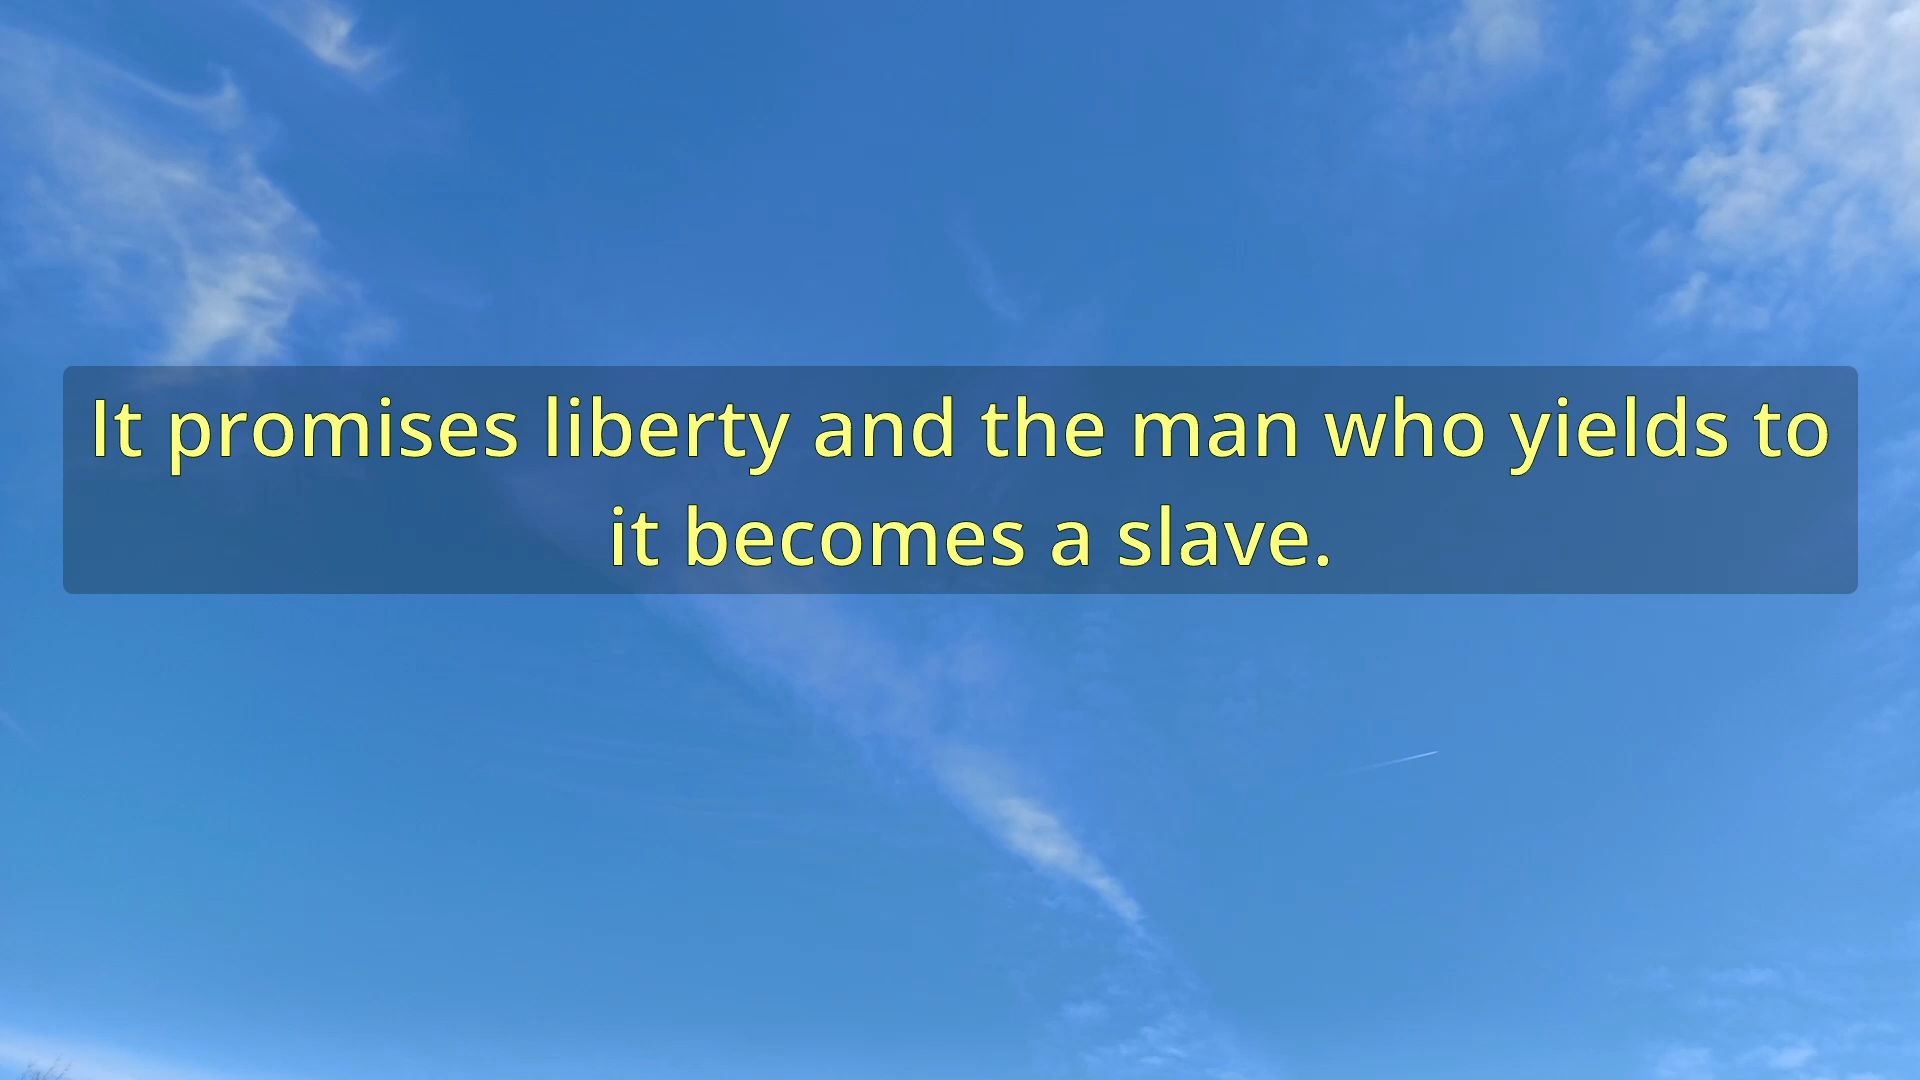 It promises liberty and the man who yields to
it becomes a slave.